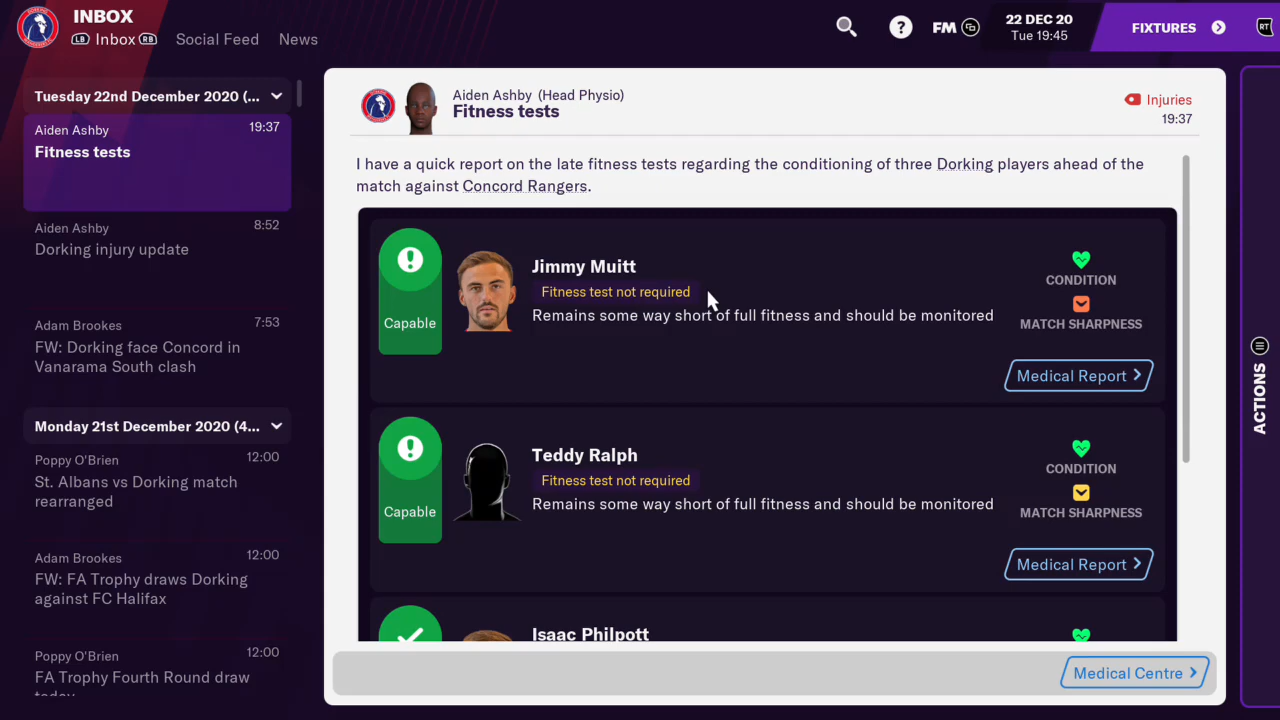 INBOX
LB Inbox RB Social Feed News
FM
22 DEC 20
Tue 19:45
FIXTURES
RT
Tuesday 22nd December 2020 (...
Aiden Ashby 19:37
Fitness tests
Aiden Ashby 8:52
Dorking injury update
Adam Brookes 7:53
FW: Dorking face Concord in
Vanarama South clash
Monday 21st December 2020 (4...
Poppy O'Brien 12:00
St. Albans vs Dorking match
rearranged
Adam Brookes 12:00
FW: FA Trophy draws Dorking
against FC Halifax
Poppy O'Brien 12:00
FA Trophy Fourth Round draw
today
Aiden Ashby (Head Physio)
Fitness tests
Injuries
19:37
I have a quick report on the late fitness tests regarding the conditioning of three Dorking players ahead of the
match against Concord Rangers.
Capable
Jimmy Muitt
Fitness test not required
Remains some way short of full fitness and should be monitored
CONDITION
MATCH SHARPNESS
Medical Report
Capable
Teddy Ralph
Fitness test not required
Remains some way short of full fitness and should be monitored
CONDITION
MATCH SHARPNESS
Medical Report
Isaac Philpott
Medical Centre
ACTIONS